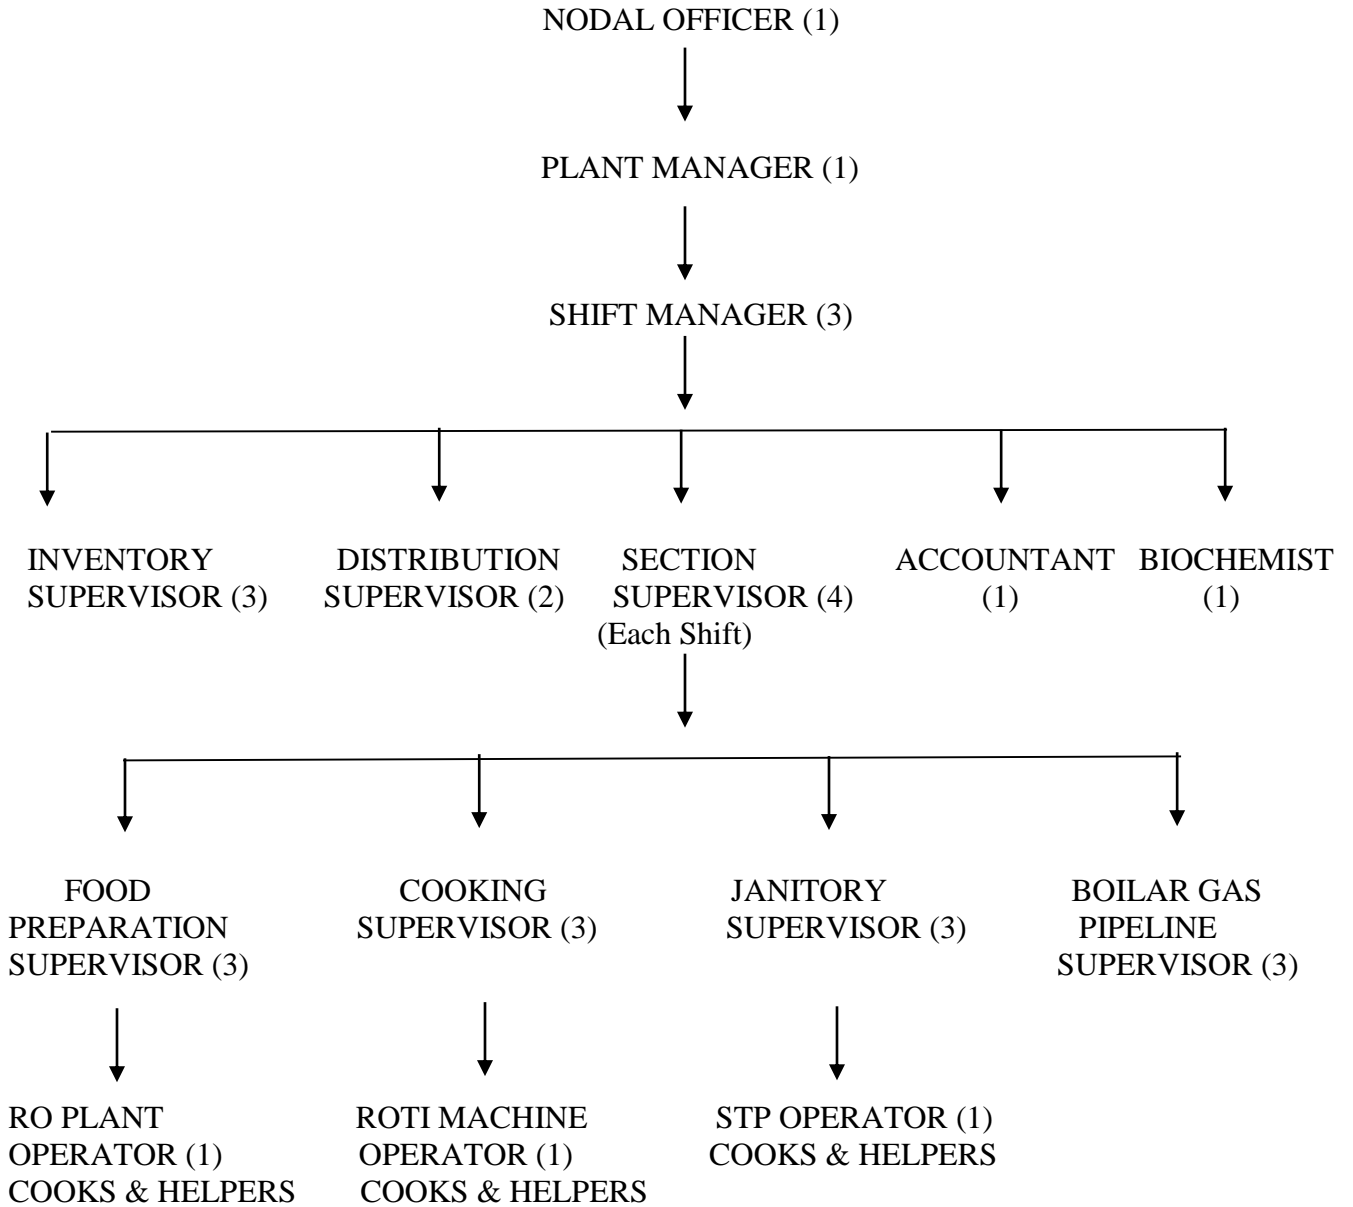 NODAL OFFICER (1)
PLANT MANAGER (1)
SHIFT MANAGER (3)
INVENTORY
SUPERVISOR (3)
DISTRIBUTION
SUPERVISOR (2)
SECTION
SUPERVISOR (4)
(Each Shift)
ACCOUNTANT
(1)
BIOCHEMIST
(1)
FOOD
PREPARATION
SUPERVISOR (3)
COOKING
SUPERVISOR (3)
JANITORY
SUPERVISOR (3)
BOILAR GAS
PIPELINE
SUPERVISOR (3)
RO PLANT
OPERATOR (1)
COOKS & HELPERS
ROTI MACHINE
OPERATOR (1)
COOKS & HELPERS
STP OPERATOR (1)
COOKS & HELPERS